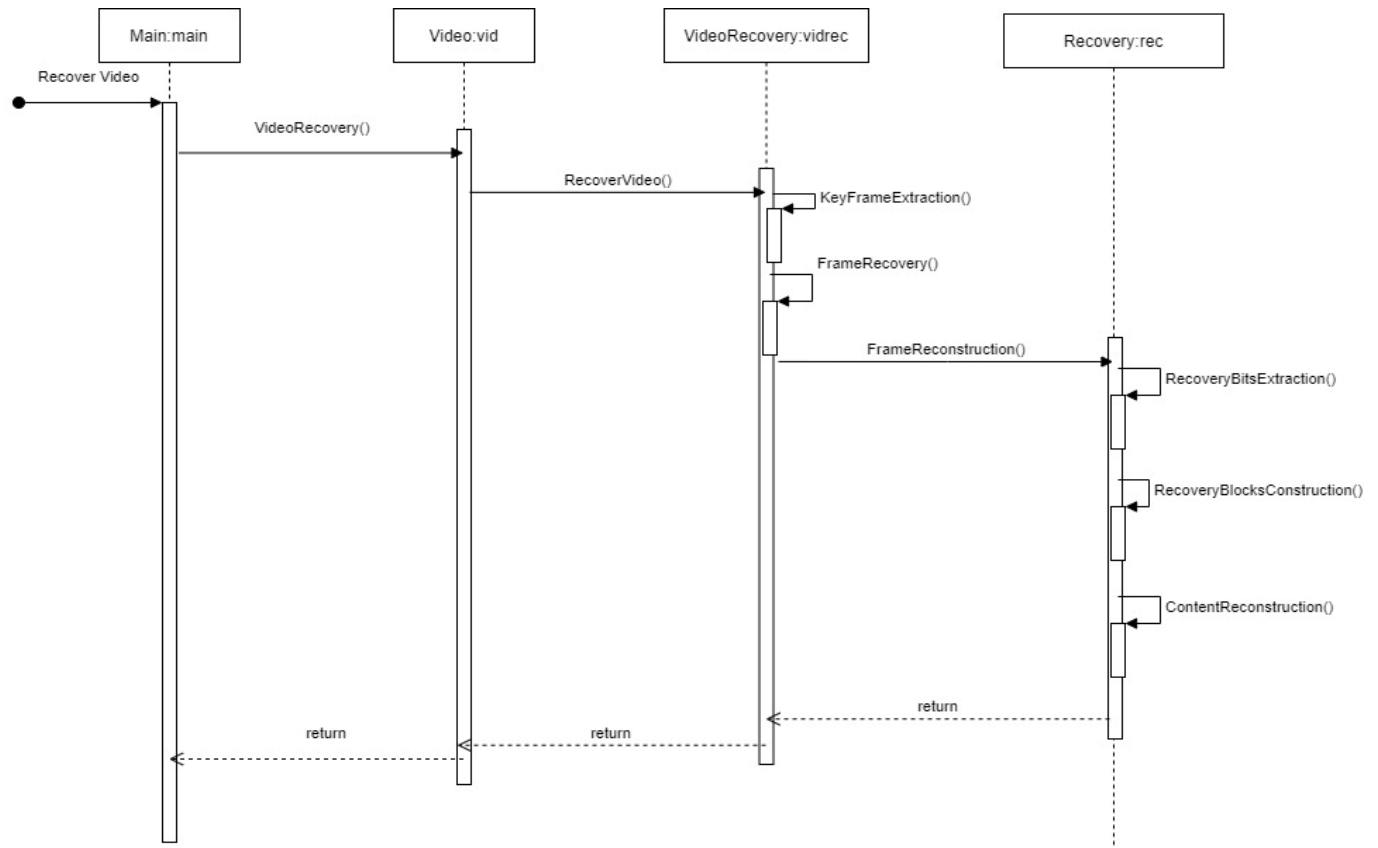 Main:main
Video:vid
VideoRecovery:vidrec
Recovery:rec
Recover Video
VideoRecovery()
RecoverVideo()
KeyFrameExtraction()
FrameRecovery()
FrameReconstruction()
RecoveryBitsExtraction()
RecoveryBlocksConstruction()
ContentReconstruction()
return
return
return